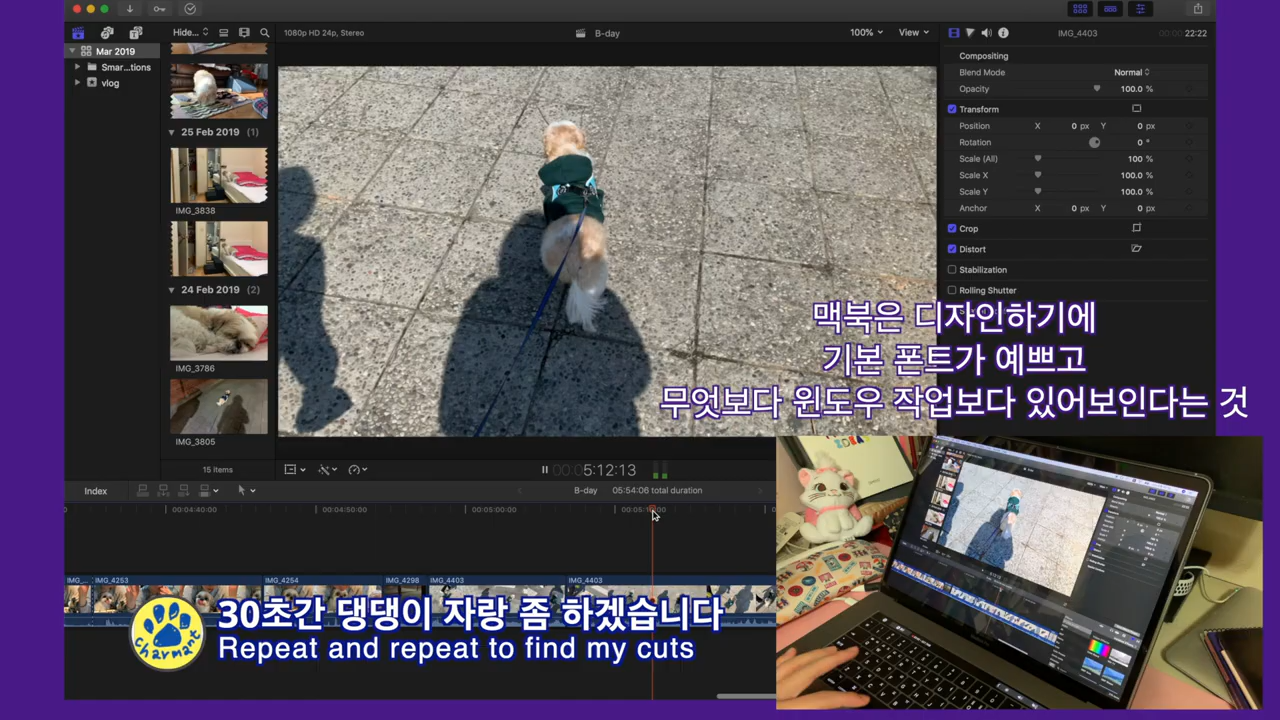 Hide...
1080p HD 24p, Stereo
B-day
100%
View
IMG_4403
22:22
Mar 2019
Smar...tions
vlog
25 Feb 2019 (1)
IMG_3838
24 Feb 2019 (2)
IMG_3786
IMG_3805
15 items
Compositing
Blend Mode
Normal
Opacity
100.0 %
Transform
Position
X
0 px
Y
0 px
Rotation
0 °
Scale (All)
100 %
Scale X
100.0 %
Scale Y
100.0 %
Anchor
X
0 px
Y
0 px
Crop
Distort
Stabilization
Rolling Shutter
맥북은 디자인하기에
기본 폰트가 예쁘고
무엇보다 윈도우 작업보다 있어보인다는 것
00:00:5:12:13
Index
B-day
05:54:06 total duration
00:04:40:00
00:04:50:00
00:05:00:00
IMG_...
IMG_4253
IMG_4254
IMG_4298
IMG_4403
IMG_4403
charmant
30초간 댕댕이 자랑 좀 하겠습니다
Repeat and repeat to find my cuts